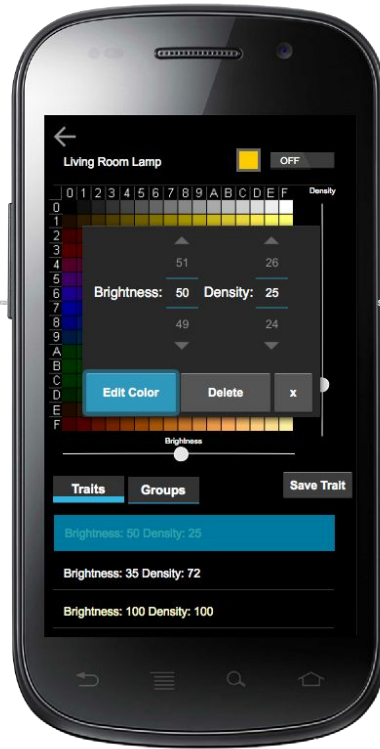 Living Room Lamp OFF
0 1 2 3 4 5 6 7 8 9 A B C D E F Density
0
1
2
3
4
5
6
7
8
9
A
B
C
D
E
F
51 26
Brightness: 50 Density: 25
49 24
Edit Color Delete x
Brightness
Traits Groups Save Trait
Brightness: 50 Density: 25
Brightness: 35 Density: 72
Brightness: 100 Density: 100